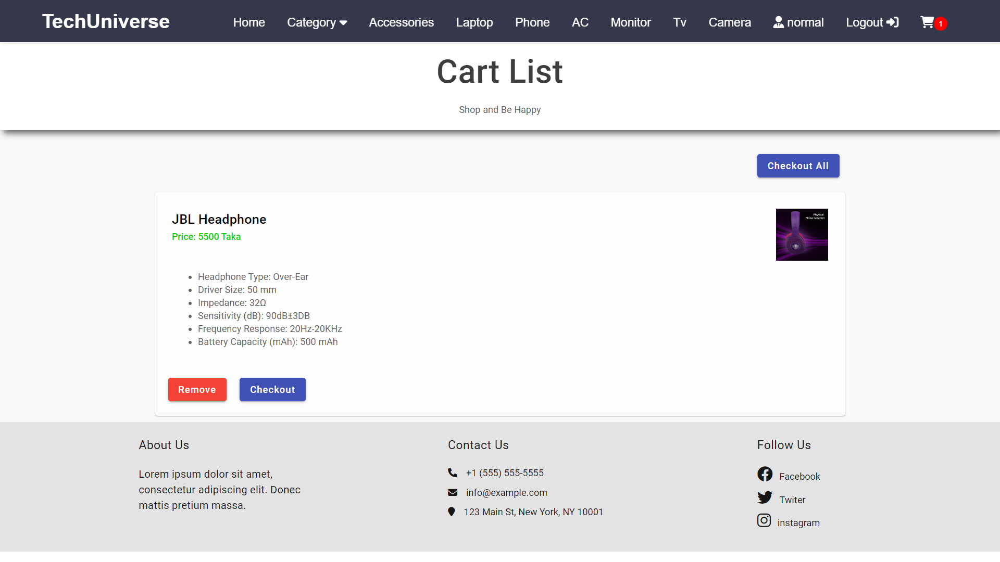 TechUniverse Home Category Accessories Laptop Phone AC Monitor Tv Camera normal Logout 1
Cart List
Shop and Be Happy
Checkout All
JBL Headphone
Price: 5500 Taka
Physical
Noise Isolation
Headphone Type: Over-Ear
Driver Size: 50 mm
Impedance: 32Ω
Sensitivity (dB): 90dB±3DB
Frequency Response: 20Hz-20KHz
Battery Capacity (mAh): 500 mAh
Remove Checkout
About Us
Lorem ipsum dolor sit amet,
consectetur adipiscing elit. Donec
mattis pretium massa.
Contact Us
+1 (555) 555-5555
info@example.com
123 Main St, New York, NY 10001
Follow Us
Facebook
Twiter
instagram